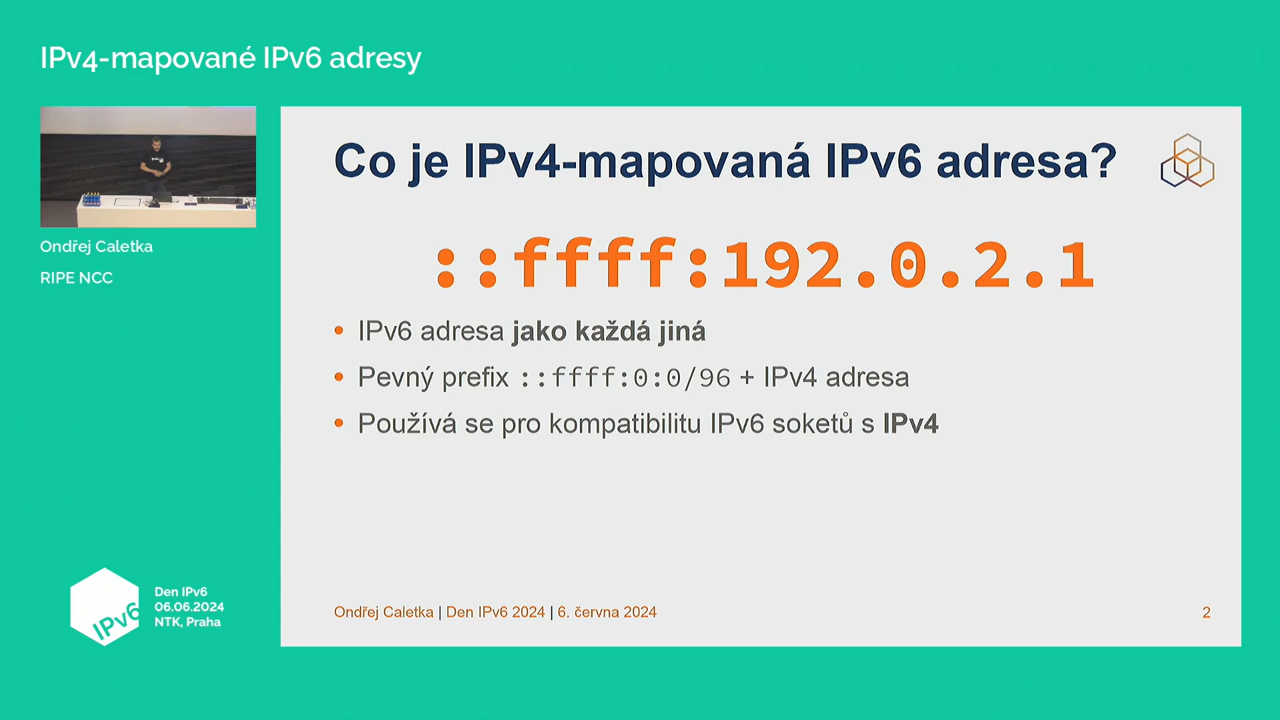 IPv4-mapované IPv6 adresy
Ondřej Caletka
RIPE NCC
Co je IPv4-mapovaná IPv6 adresa?
::ffff:192.0.2.1
• IPv6 adresa jako každá jiná
• Pevný prefix ::ffff:0:0/96 + IPv4 adresa
• Používá se pro kompatibilitu IPv6 soketů s IPv4
Ondřej Caletka | Den IPv6 2024 | 6. června 2024
2
IPv6
Den IPv6
06.06.2024
NTK, Praha